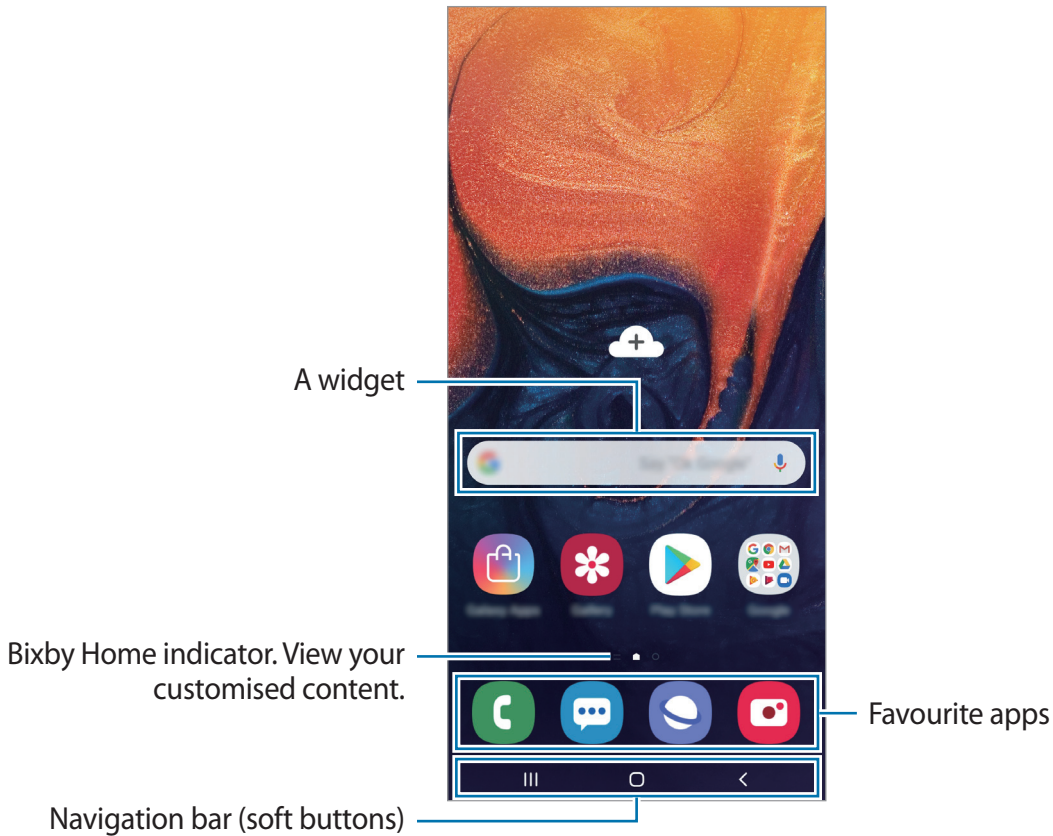 A widget
Bixby Home indicator. View your
customised content.
Favourite apps
Navigation bar (soft buttons)